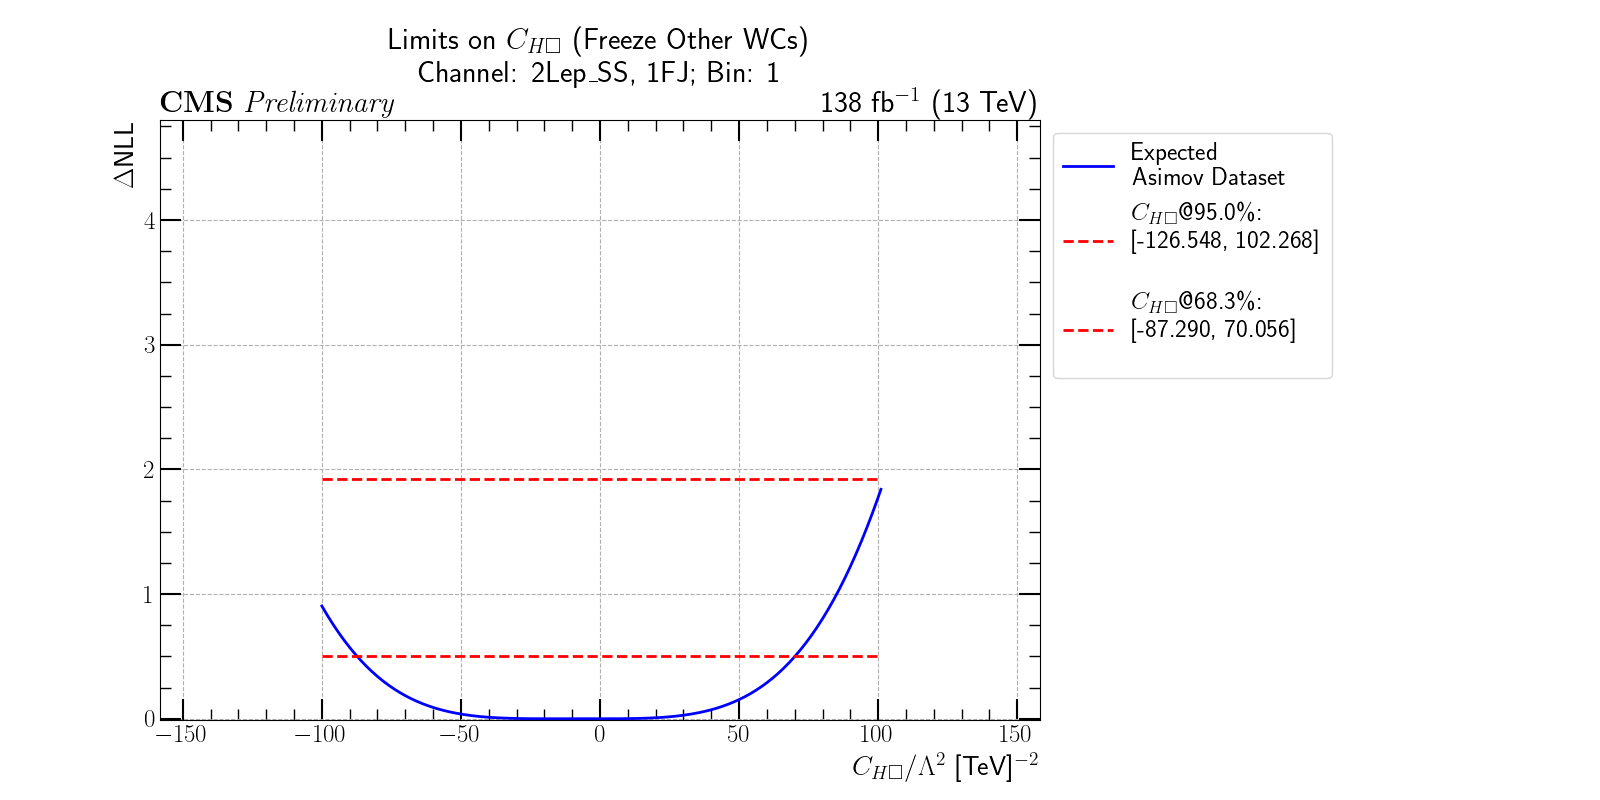 Limits on C_{H□} (Freeze Other WCs)
Channel: 2Lep_SS, 1FJ; Bin: 1
CMS Preliminary 138 fb⁻¹ (13 TeV)
ΔNLL
4
3
2
1
0
−150 −100 −50 0 50 100 150
C_{H□}/Λ² [TeV]⁻²
Expected
Asimov Dataset
C_{H□}@95.0%:
[-126.548, 102.268]
C_{H□}@68.3%:
[-87.290, 70.056]